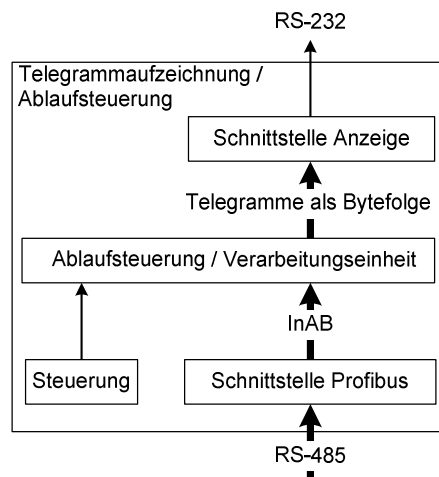 RS-232
Telegrammaufzeichnung /
Ablaufsteuerung
Schnittstelle Anzeige
Telegramme als Bytefolge
Ablaufsteuerung / Verarbeitungseinheit
InAB
Steuerung
Schnittstelle Profibus
RS-485